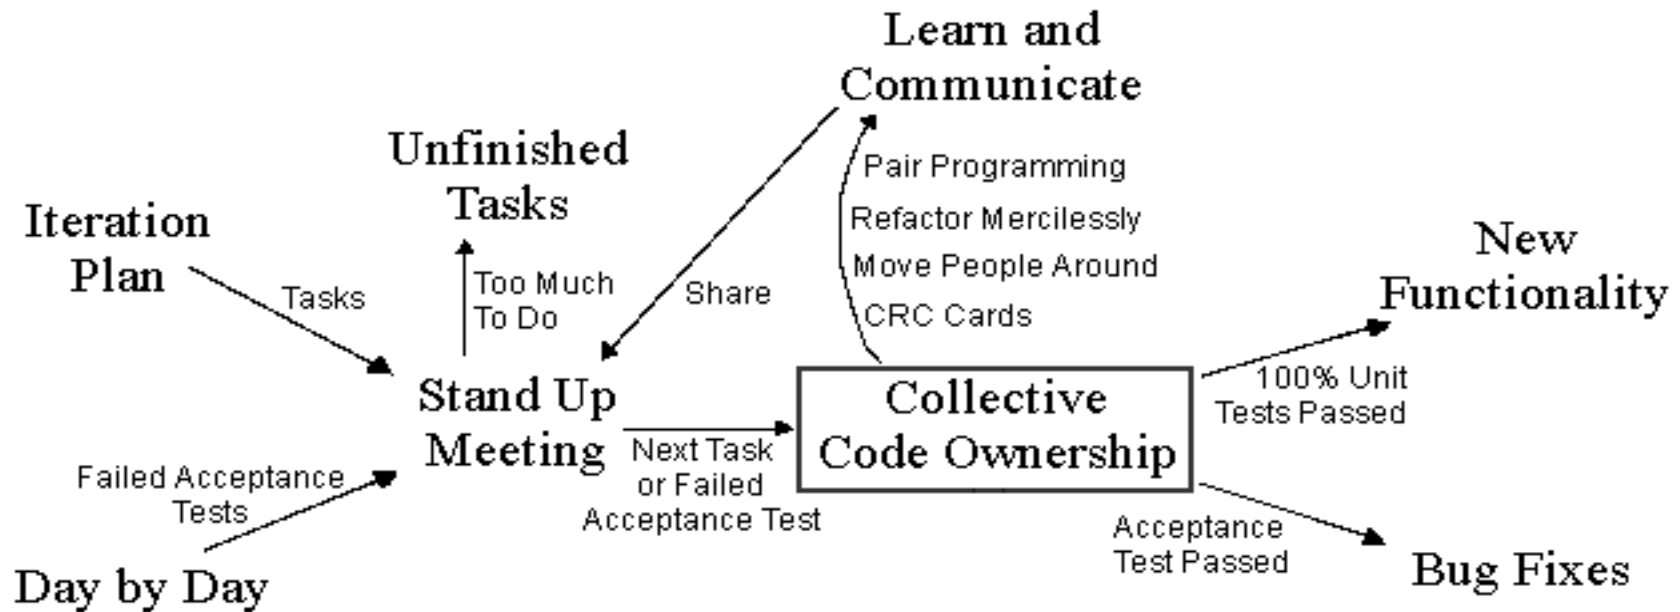 Learn and
Communicate
Unfinished
Tasks
Pair Programming
Refactor Mercilessly
Move People Around
CRC Cards
Iteration
Plan
Tasks
Too Much
To Do
Share
New
Functionality
Stand Up
Meeting
Collective
Code Ownership
100% Unit
Tests Passed
Failed Acceptance
Tests
Next Task
or Failed
Acceptance Test
Acceptance
Test Passed
Day by Day
Bug Fixes